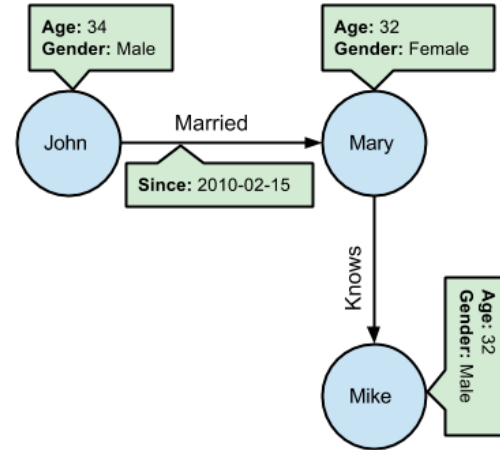 Age: 34
Gender: Male
Age: 32
Gender: Female
John
Married
Mary
Since: 2010-02-15
Knows
Age: 32
Gender: Male
Mike